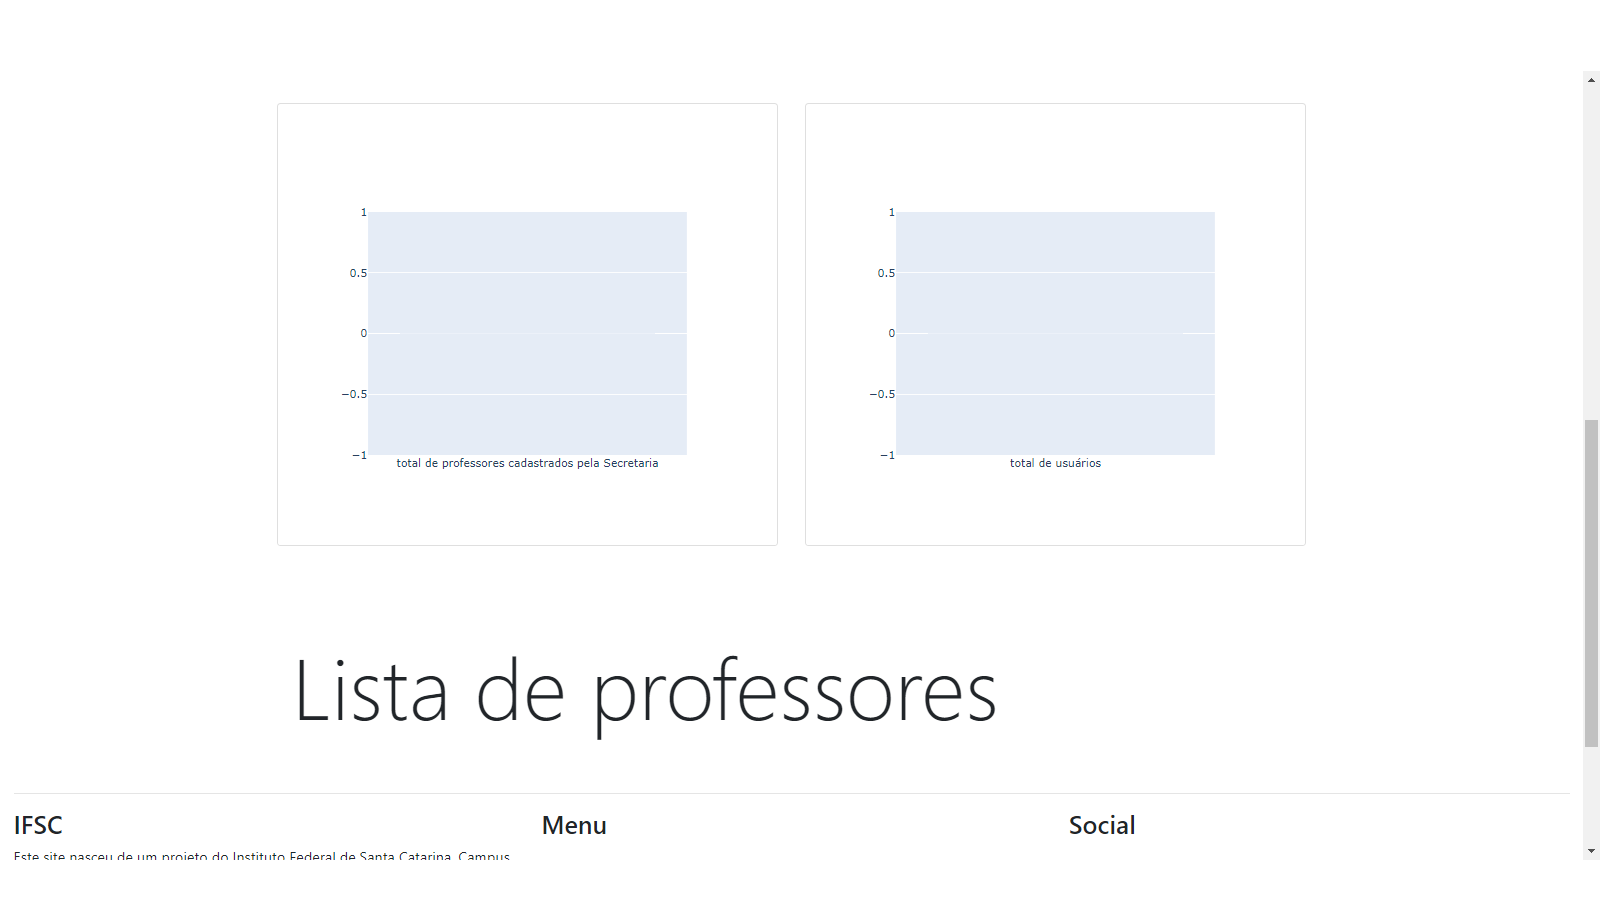 1
0.5
0
−0.5
−1
total de professores cadastrados pela Secretaria
1
0.5
0
−0.5
−1
total de usuários
Lista de professores
IFSC
Menu
Social
Este site nasceu de um projeto do Instituto Federal de Santa Catarina, Campus